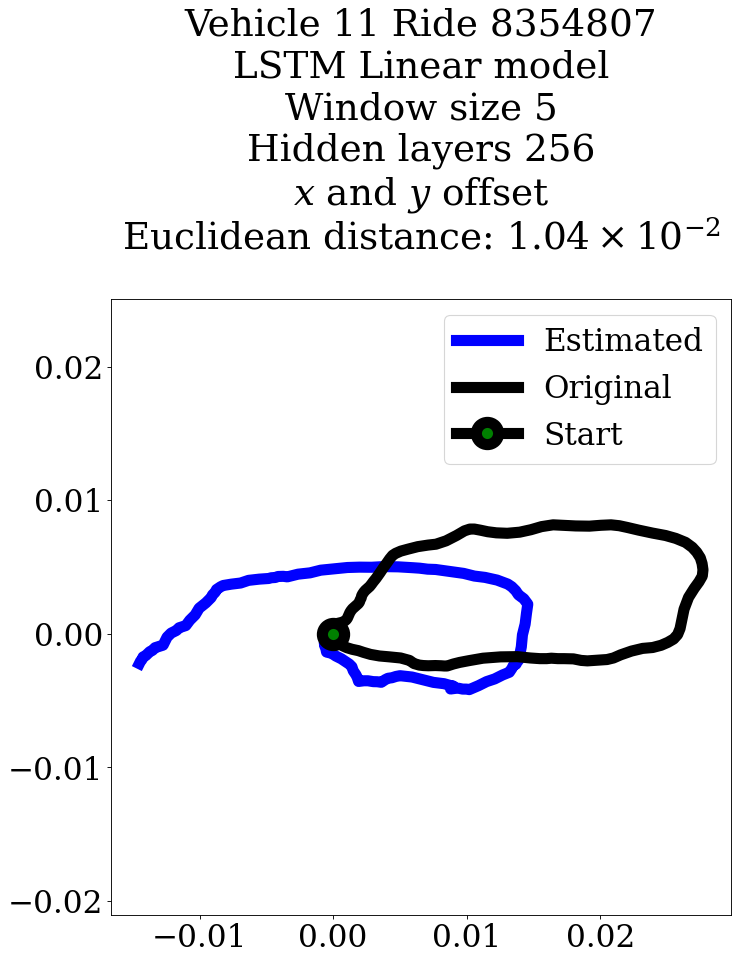 Vehicle 11 Ride 8354807
LSTM Linear model
Window size 5
Hidden layers 256
x and y offset
Euclidean distance: 1.04 × 10⁻²
Estimated
Original
Start
0.02
0.01
0.00
−0.01
−0.02
−0.01 0.00 0.01 0.02